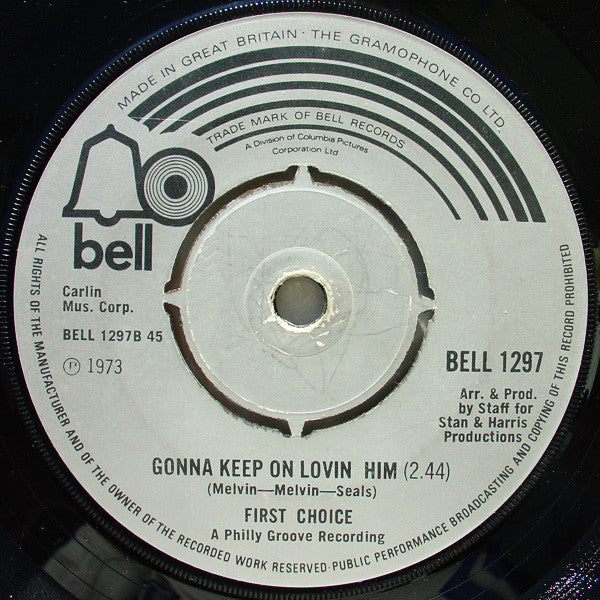 MADE IN GREAT BRITAIN · THE GRAMOPHONE CO LTD.
TRADE MARK OF BELL RECORDS
A Division of Columbia Pictures
Corporation Ltd
bell
Carlin
Mus. Corp.
BELL 1297B 45
Ⓟ 1973
BELL 1297
Arr. & Prod.
by Staff for
Stan & Harris
Productions
GONNA KEEP ON LOVIN HIM (2.44)
(Melvin—Melvin—Seals)
FIRST CHOICE
A Philly Groove Recording
ALL RIGHTS OF THE MANUFACTURER AND OF THE OWNER OF THE RECORDED WORK RESERVED·PUBLIC PERFORMANCE BROADCASTING AND COPYING OF THIS RECORD PROHIBITED